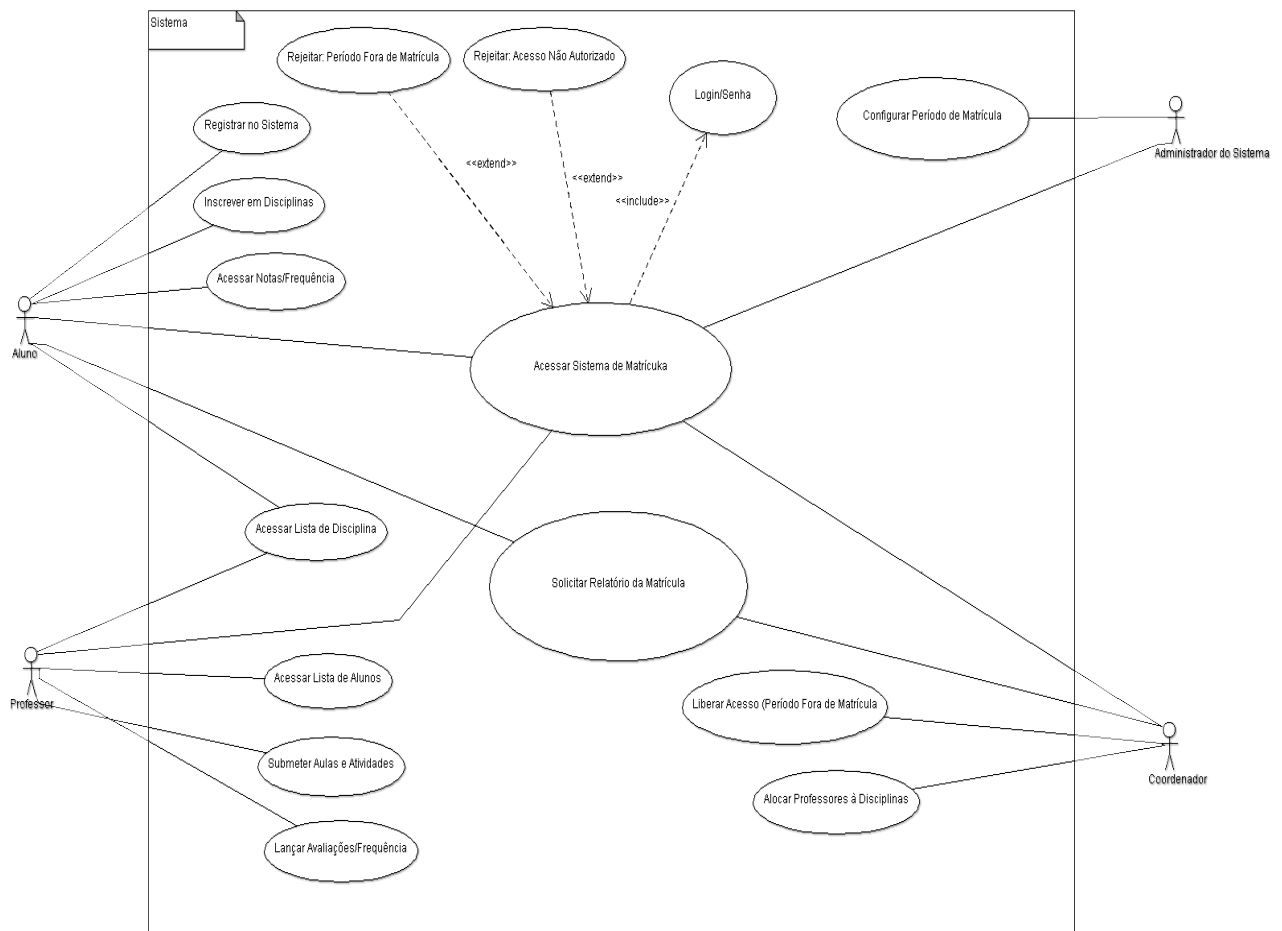 Sistema
Rejeitar: Período Fora de Matrícula
Rejeitar: Acesso Não Autorizado
Login/Senha
Configurar Período de Matrícula
Administrador do Sistema
Registrar no Sistema
<<extend>>
<<extend>>
<<include>>
Inscrever em Disciplinas
Acessar Notas/Frequência
Aluno
Acessar Sistema de Matrícuka
Acessar Lista de Disciplina
Solicitar Relatório da Matrícula
Professor
Acessar Lista de Alunos
Liberar Acesso (Período Fora de Matrícula
Submeter Aulas e Atividades
Coordenador
Alocar Professores à Disciplinas
Lançar Avaliações/Frequência